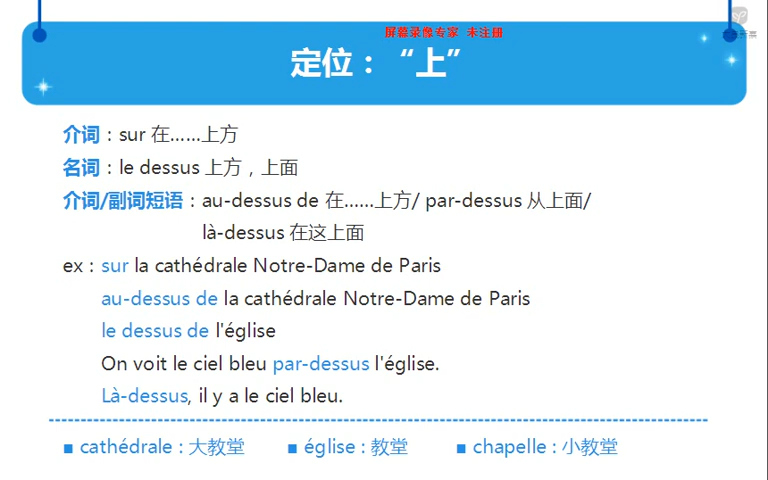 屏幕录像专家 未注册
定位：“上”
介词：sur 在……上方
名词：le dessus 上方，上面
介词/副词短语：au-dessus de 在……上方/ par-dessus 从上面/
là-dessus 在这上面
ex：sur la cathédrale Notre-Dame de Paris
au-dessus de la cathédrale Notre-Dame de Paris
le dessus de l'église
On voit le ciel bleu par-dessus l'église.
Là-dessus, il y a le ciel bleu.
■ cathédrale : 大教堂 ■ église : 教堂 ■ chapelle : 小教堂